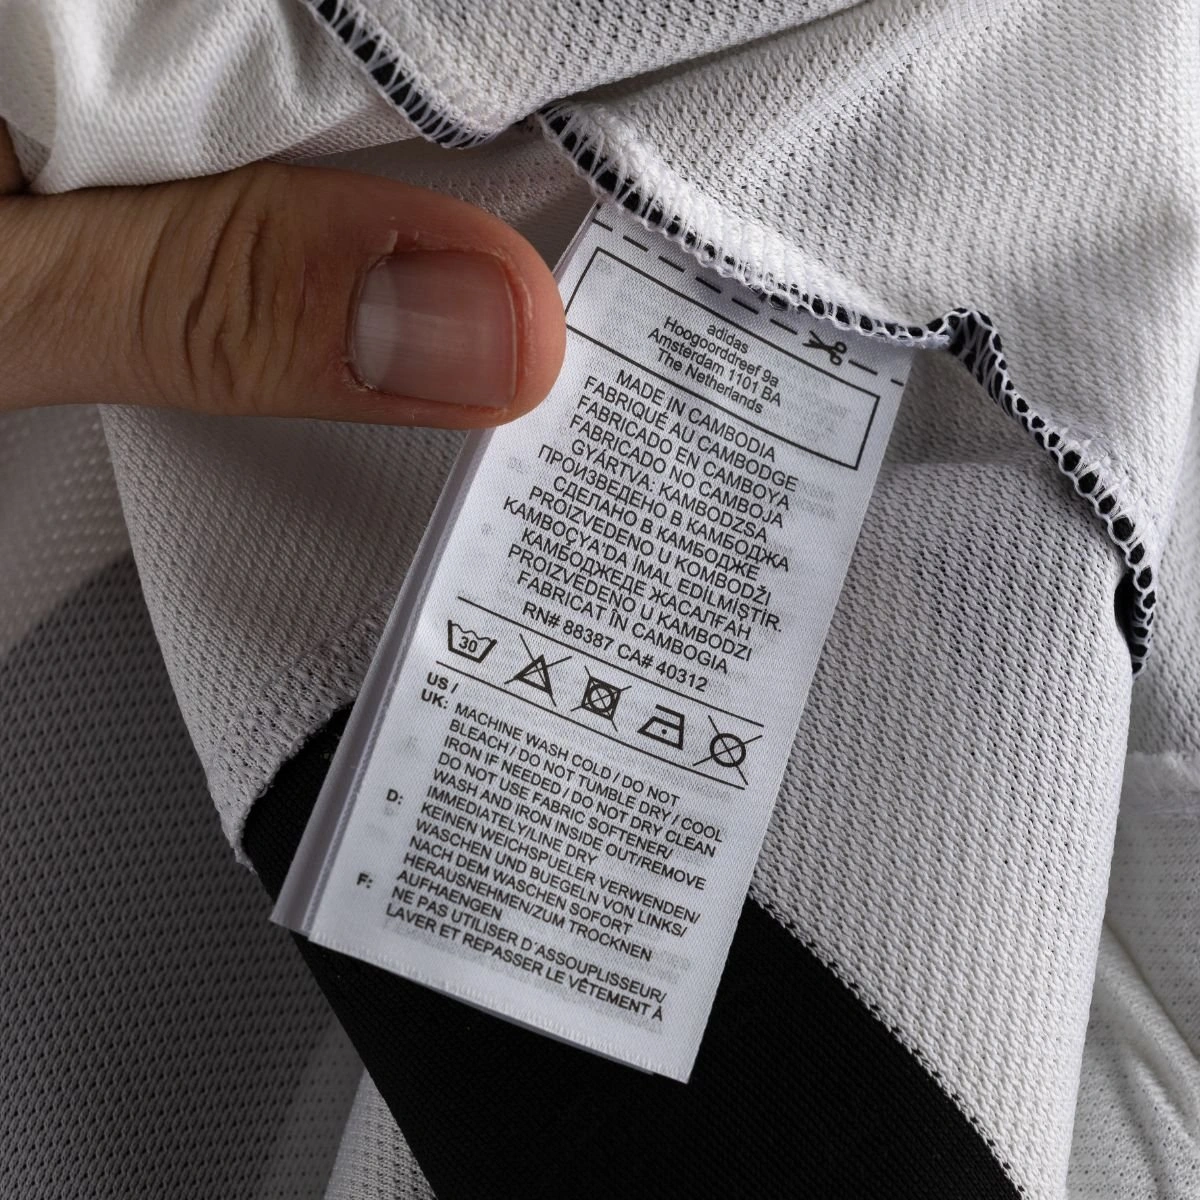 adidas
Hoogoorddreef 9a
Amsterdam 1101 BA
The Netherlands
MADE IN CAMBODIA
FABRIQUÉ AU CAMBODGE
FABRICADO EN CAMBOYA
FABRICADO NO CAMBOJA
GYÁRTVA: KAMBODZSA
ПРОИЗВЕДЕНО В КАМБОДЖА
СДЕЛАНО В КАМБОДЖЕ
PROIZVEDENO U KOMBODŽI
KAMBOÇYA'DA İMAL EDİLMİSTİR.
КАМБОДЖЕДЕ ЖАСАЛҒАН
PROIZVEDENO U KAMBODZI
FABRICAT ÎN CAMBOGIA
RN# 88387 CA# 40312
30
US /
UK: MACHINE WASH COLD / DO NOT
BLEACH / DO NOT TUMBLE DRY / COOL
IRON IF NEEDED / DO NOT DRY CLEAN
DO NOT USE FABRIC SOFTENER/
WASH AND IRON INSIDE OUT/REMOVE
IMMEDIATELY/LINE DRY
D: KEINEN WEICHSPUELER VERWENDEN/
WASCHEN UND BUEGELN VON LINKS/
NACH DEM WASCHEN SOFORT
HERAUSNEHMEN/ZUM TROCKNEN
AUFHAENGEN
F: NE PAS UTILISER D'ASSOUPLISSEUR/
LAVER ET REPASSER LE VÊTEMENT À